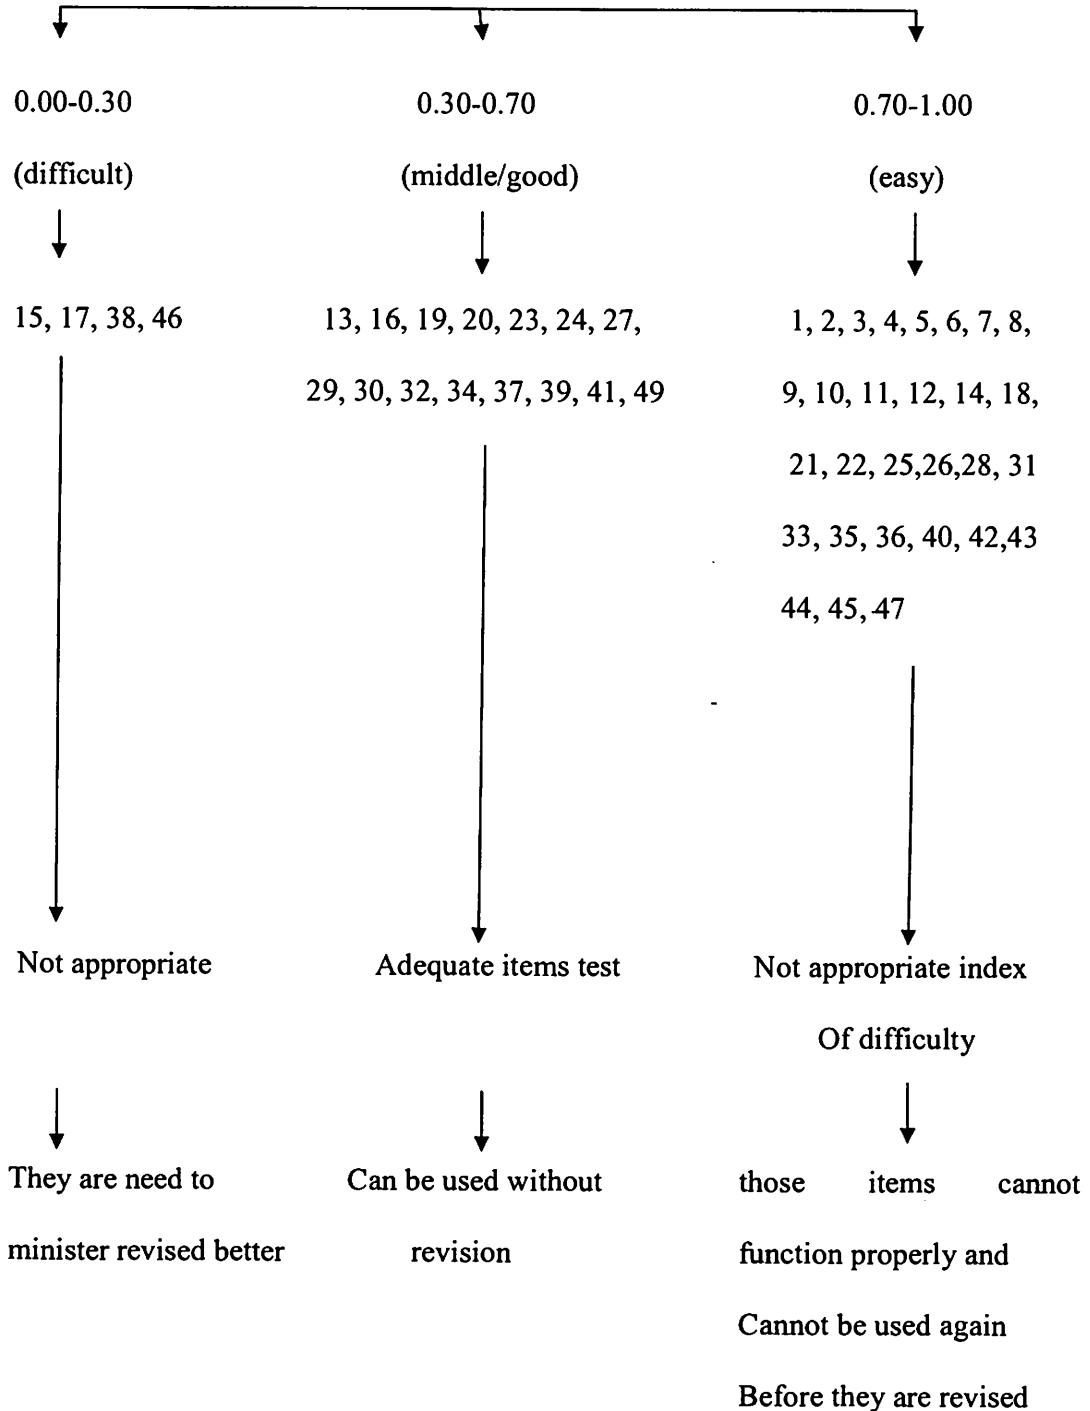 0.00-0.30
0.30-0.70
0.70-1.00
(difficult)
(middle/good)
(easy)
15, 17, 38, 46
13, 16, 19, 20, 23, 24, 27,
29, 30, 32, 34, 37, 39, 41, 49
1, 2, 3, 4, 5, 6, 7, 8,
9, 10, 11, 12, 14, 18,
21, 22, 25,26,28, 31
33, 35, 36, 40, 42,43
44, 45, 47
Not appropriate
Adequate items test
Not appropriate index
Of difficulty
They are need to
minister revised better
Can be used without
revision
those items cannot
function properly and
Cannot be used again
Before they are revised